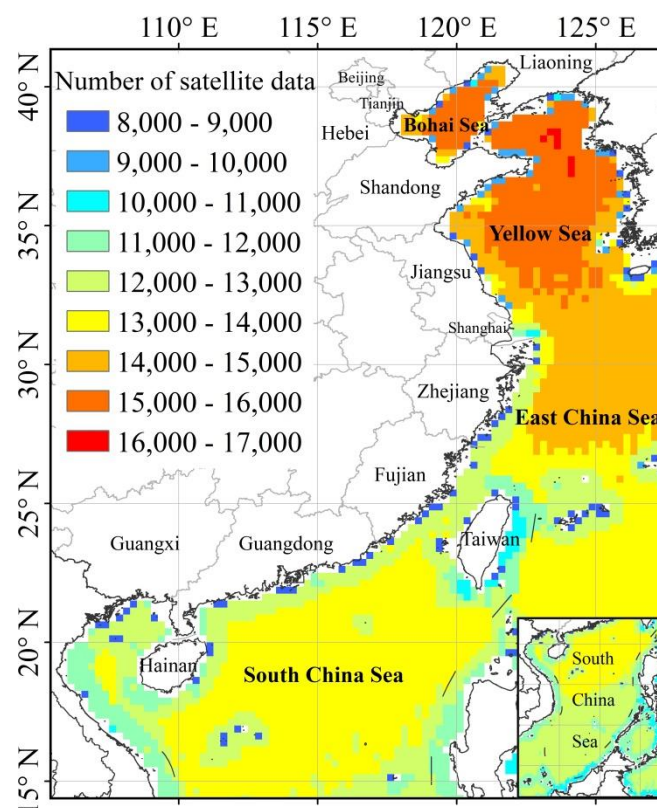 110° E 115° E 120° E 125° E
40° N
35° N
30° N
25° N
20° N
15° N
Number of satellite data
8,000 - 9,000
9,000 - 10,000
10,000 - 11,000
11,000 - 12,000
12,000 - 13,000
13,000 - 14,000
14,000 - 15,000
15,000 - 16,000
16,000 - 17,000
Liaoning
Beijing
Tianjin
Hebei
Bohai Sea
Shandong
Yellow Sea
Jiangsu
Shanghai
Zhejiang
East China Sea
Fujian
Taiwan
Guangxi
Guangdong
Hainan
South China Sea
South
China
Sea